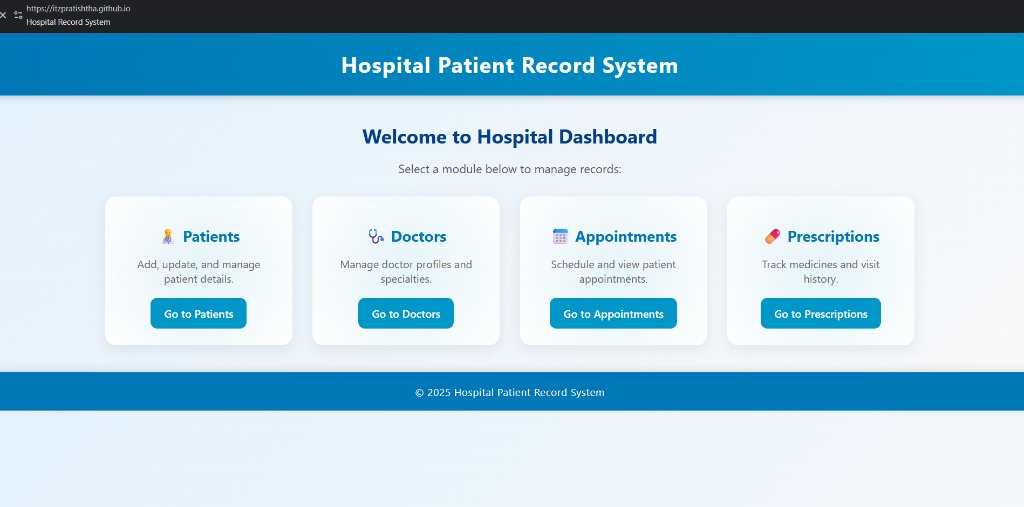 https://itzpratishtha.github.io
Hospital Record System
Hospital Patient Record System
Welcome to Hospital Dashboard
Select a module below to manage records:
Patients
Add, update, and manage
patient details.
Go to Patients
Doctors
Manage doctor profiles and
specialties.
Go to Doctors
Appointments
Schedule and view patient
appointments.
Go to Appointments
Prescriptions
Track medicines and visit
history.
Go to Prescriptions
© 2025 Hospital Patient Record System